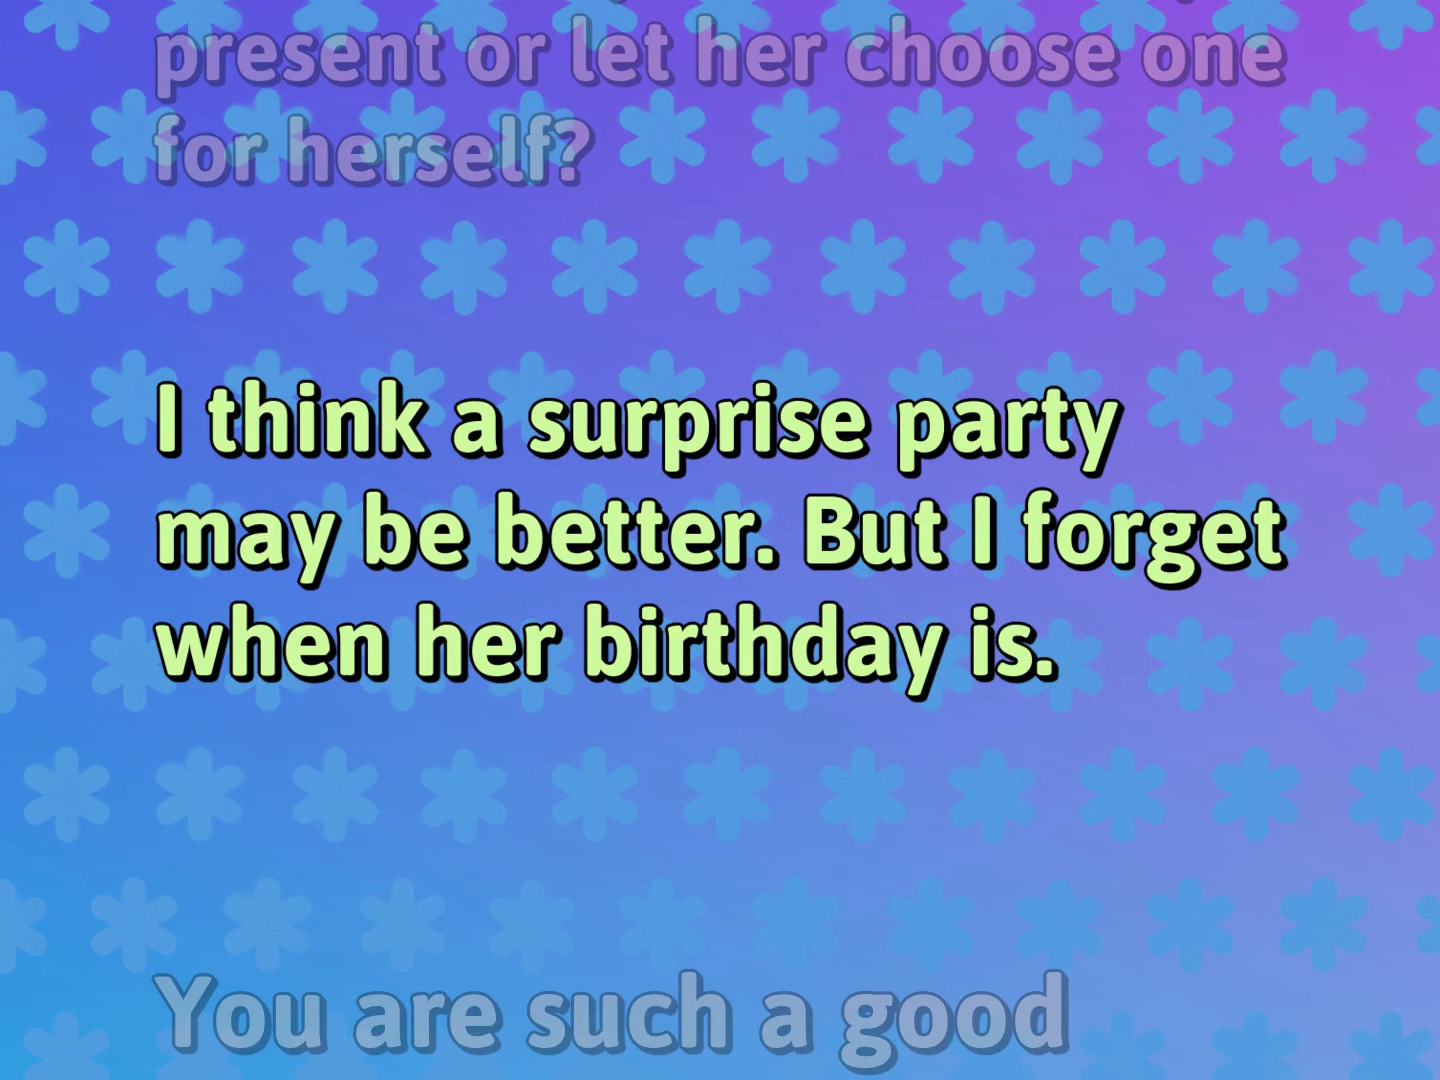 present or let her choose one
for herself?
I think a surprise party
may be better. But I forget
when her birthday is.
You are such a good